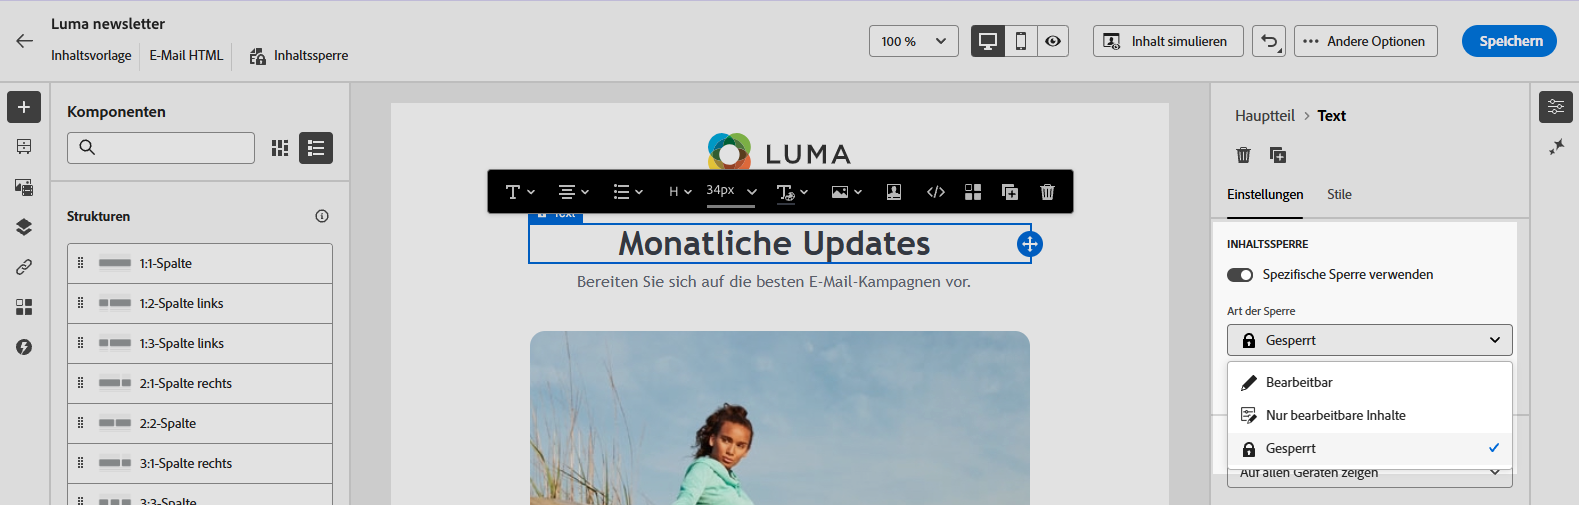 Luma newsletter
Inhaltsvorlage
E-Mail HTML
Inhaltssperre
100 %
Inhalt simulieren
Andere Optionen
Speichern
Komponenten
Strukturen
1:1-Spalte
1:2-Spalte links
1:3-Spalte links
2:1-Spalte rechts
2:2-Spalte
3:1-Spalte rechts
3:3-Spalte
LUMA
H
34px
Text
Monatliche Updates
Bereiten Sie sich auf die besten E-Mail-Kampagnen vor.
Hauptteil > Text
Einstellungen
Stile
INHALTSSPERRE
Spezifische Sperre verwenden
Art der Sperre
Gesperrt
Bearbeitbar
Nur bearbeitbare Inhalte
Gesperrt
Auf allen Geräten zeigen